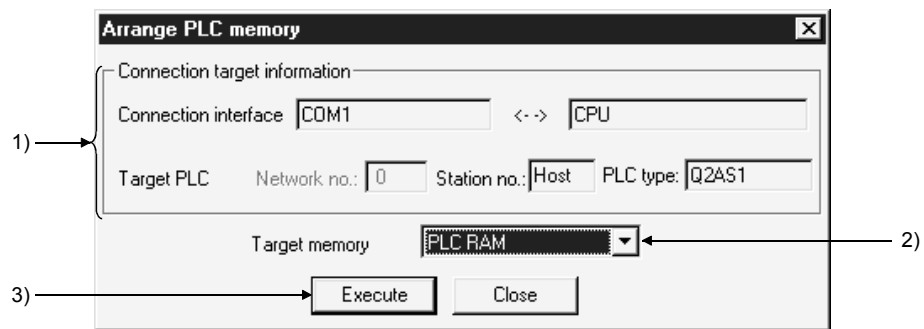 Arrange PLC memory
Connection target information
1)
Connection interface COM1 <--> CPU
Target PLC Network no.: 0 Station no.: Host PLC type: Q2AS1
Target memory PLC RAM 2)
3) Execute Close